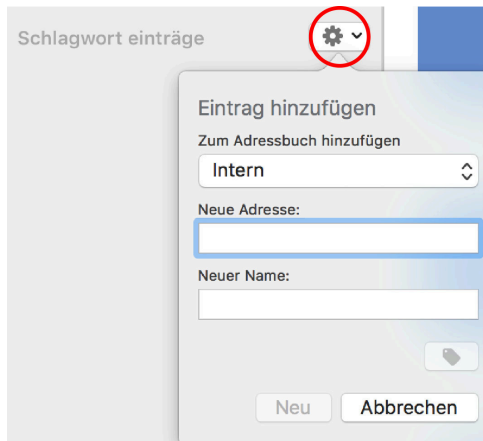 Schlagwort einträge
Eintrag hinzufügen
Zum Adressbuch hinzufügen
Intern
Neue Adresse:
Neuer Name:
Neu Abbrechen